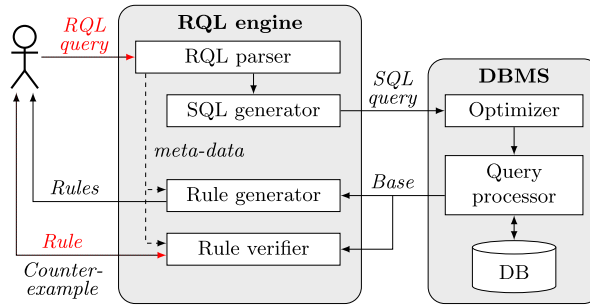 RQL engine
RQL
query
RQL parser
SQL generator
SQL
query
DBMS
Optimizer
meta-data
Query
processor
Rules
Rule generator
Base
Rule
Rule verifier
Counter-
example
DB